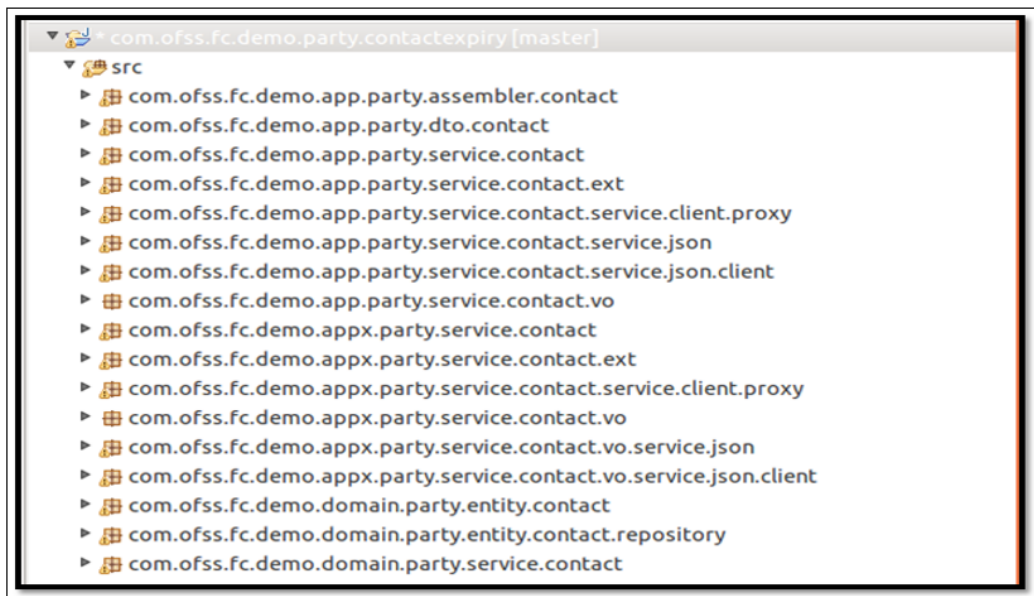 * com.ofss.fc.demo.party.contactexpiry [master]
src
com.ofss.fc.demo.app.party.assembler.contact
com.ofss.fc.demo.app.party.dto.contact
com.ofss.fc.demo.app.party.service.contact
com.ofss.fc.demo.app.party.service.contact.ext
com.ofss.fc.demo.app.party.service.contact.service.client.proxy
com.ofss.fc.demo.app.party.service.contact.service.json
com.ofss.fc.demo.app.party.service.contact.service.json.client
com.ofss.fc.demo.app.party.service.contact.vo
com.ofss.fc.demo.appx.party.service.contact
com.ofss.fc.demo.appx.party.service.contact.ext
com.ofss.fc.demo.appx.party.service.contact.service.client.proxy
com.ofss.fc.demo.appx.party.service.contact.vo
com.ofss.fc.demo.appx.party.service.contact.vo.service.json
com.ofss.fc.demo.appx.party.service.contact.vo.service.json.client
com.ofss.fc.demo.domain.party.entity.contact
com.ofss.fc.demo.domain.party.entity.contact.repository
com.ofss.fc.demo.domain.party.service.contact